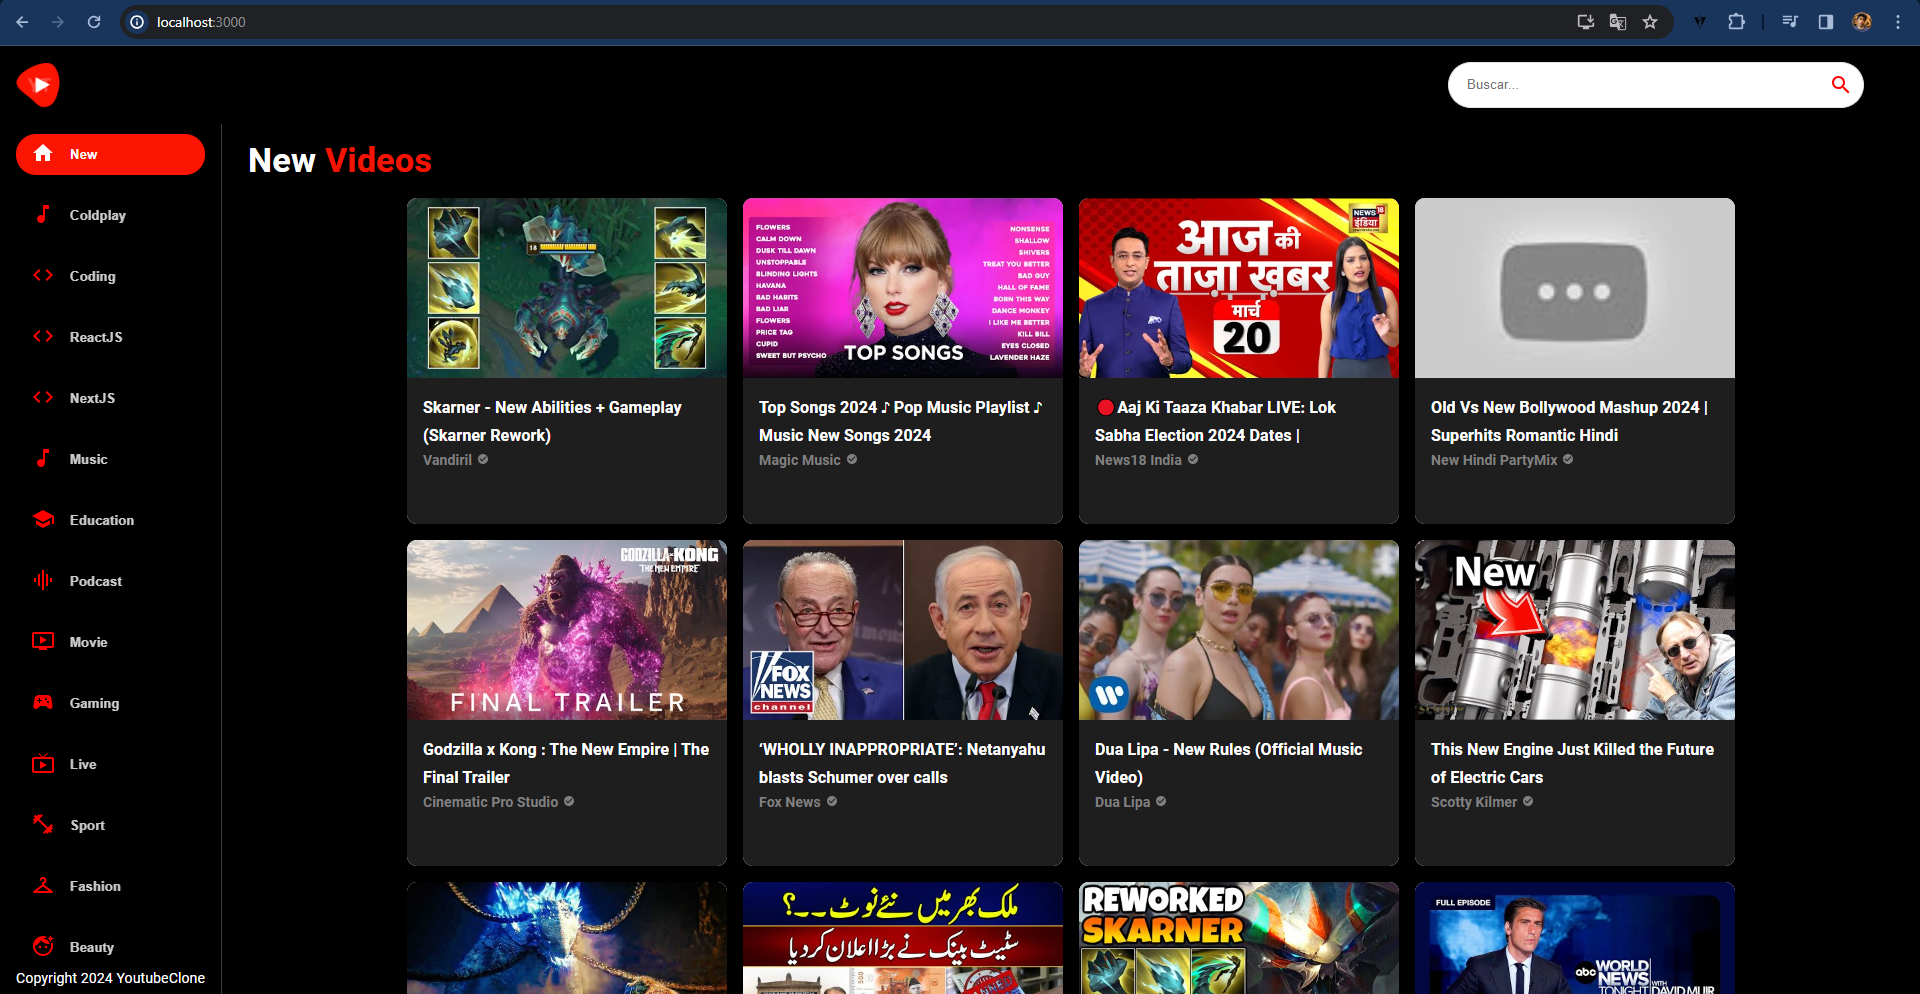 localhost:3000
Buscar...
New
Coldplay
Coding
ReactJS
NextJS
Music
Education
Podcast
Movie
Gaming
Live
Sport
Fashion
Beauty
Copyright 2024 YoutubeClone
New Videos
18
FLOWERS
CALM DOWN
DUSK TILL DAWN
UNSTOPPABLE
BLINDING LIGHTS
HAVANA
BAD HABITS
BAD LIAR
FLOWERS
PRICE TAG
CUPID
SWEET BUT PSYCHO
NONSENSE
SHALLOW
SHIVERS
TREAT YOU BETTER
BAD GUY
HALL OF FAME
BORN THIS WAY
DANCE MONKEY
I LIKE ME BETTER
KILL BILL
EYES CLOSED
LAVENDER HAZE
TOP SONGS
NEWS 18
इंडिया
आज की
ताज़ा ख़बर
मार्च
20
Skarner - New Abilities + Gameplay
(Skarner Rework)
Vandiril
Top Songs 2024 ♪ Pop Music Playlist ♪
Music New Songs 2024
Magic Music
🔴Aaj Ki Taaza Khabar LIVE: Lok
Sabha Election 2024 Dates |
News18 India
Old Vs New Bollywood Mashup 2024 |
Superhits Romantic Hindi
New Hindi PartyMix
GODZILLA x KONG
THE NEW EMPIRE
FINAL TRAILER
FOX
NEWS
channel
New
Godzilla x Kong : The New Empire | The
Final Trailer
Cinematic Pro Studio
‘WHOLLY INAPPROPRIATE’: Netanyahu
blasts Schumer over calls
Fox News
Dua Lipa - New Rules (Official Music
Video)
Dua Lipa
This New Engine Just Killed the Future
of Electric Cars
Scotty Kilmer
ملک بھر میں نئے نوٹ ۔۔؟
سٹیٹ بینک نے بڑا اعلان کر دیا
500
REWORKED
SKARNER
FULL EPISODE
abc WORLD
NEWS
TONIGHT WITH DAVID MUIR